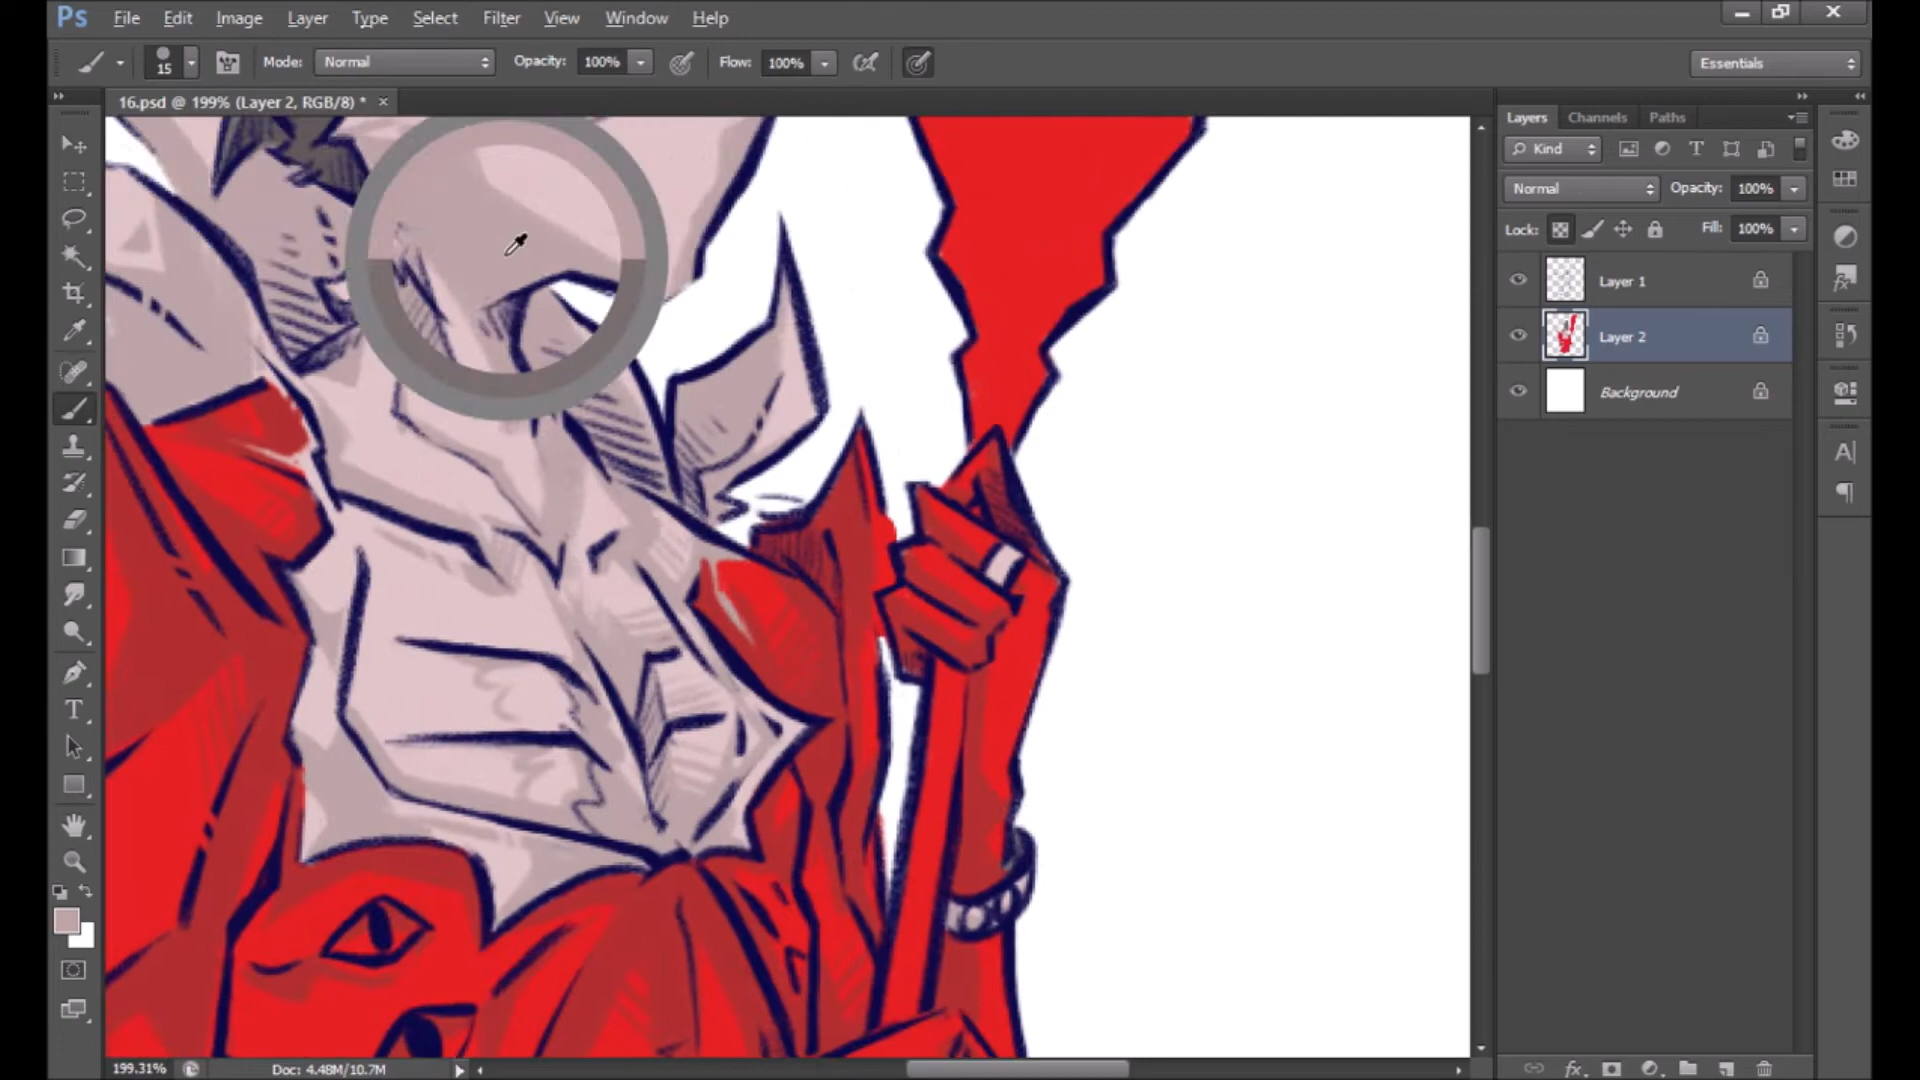 Ps File Edit Image Layer Type Select Filter View Window Help
15 Mode: Normal Opacity: 100% Flow: 100% Essentials
16.psd @ 199% (Layer 2, RGB/8) *
Layers Channels Paths
Kind
Normal Opacity: 100%
Lock: Fill: 100%
Layer 1
Layer 2
Background
199.31% Doc: 4.48M/10.7M